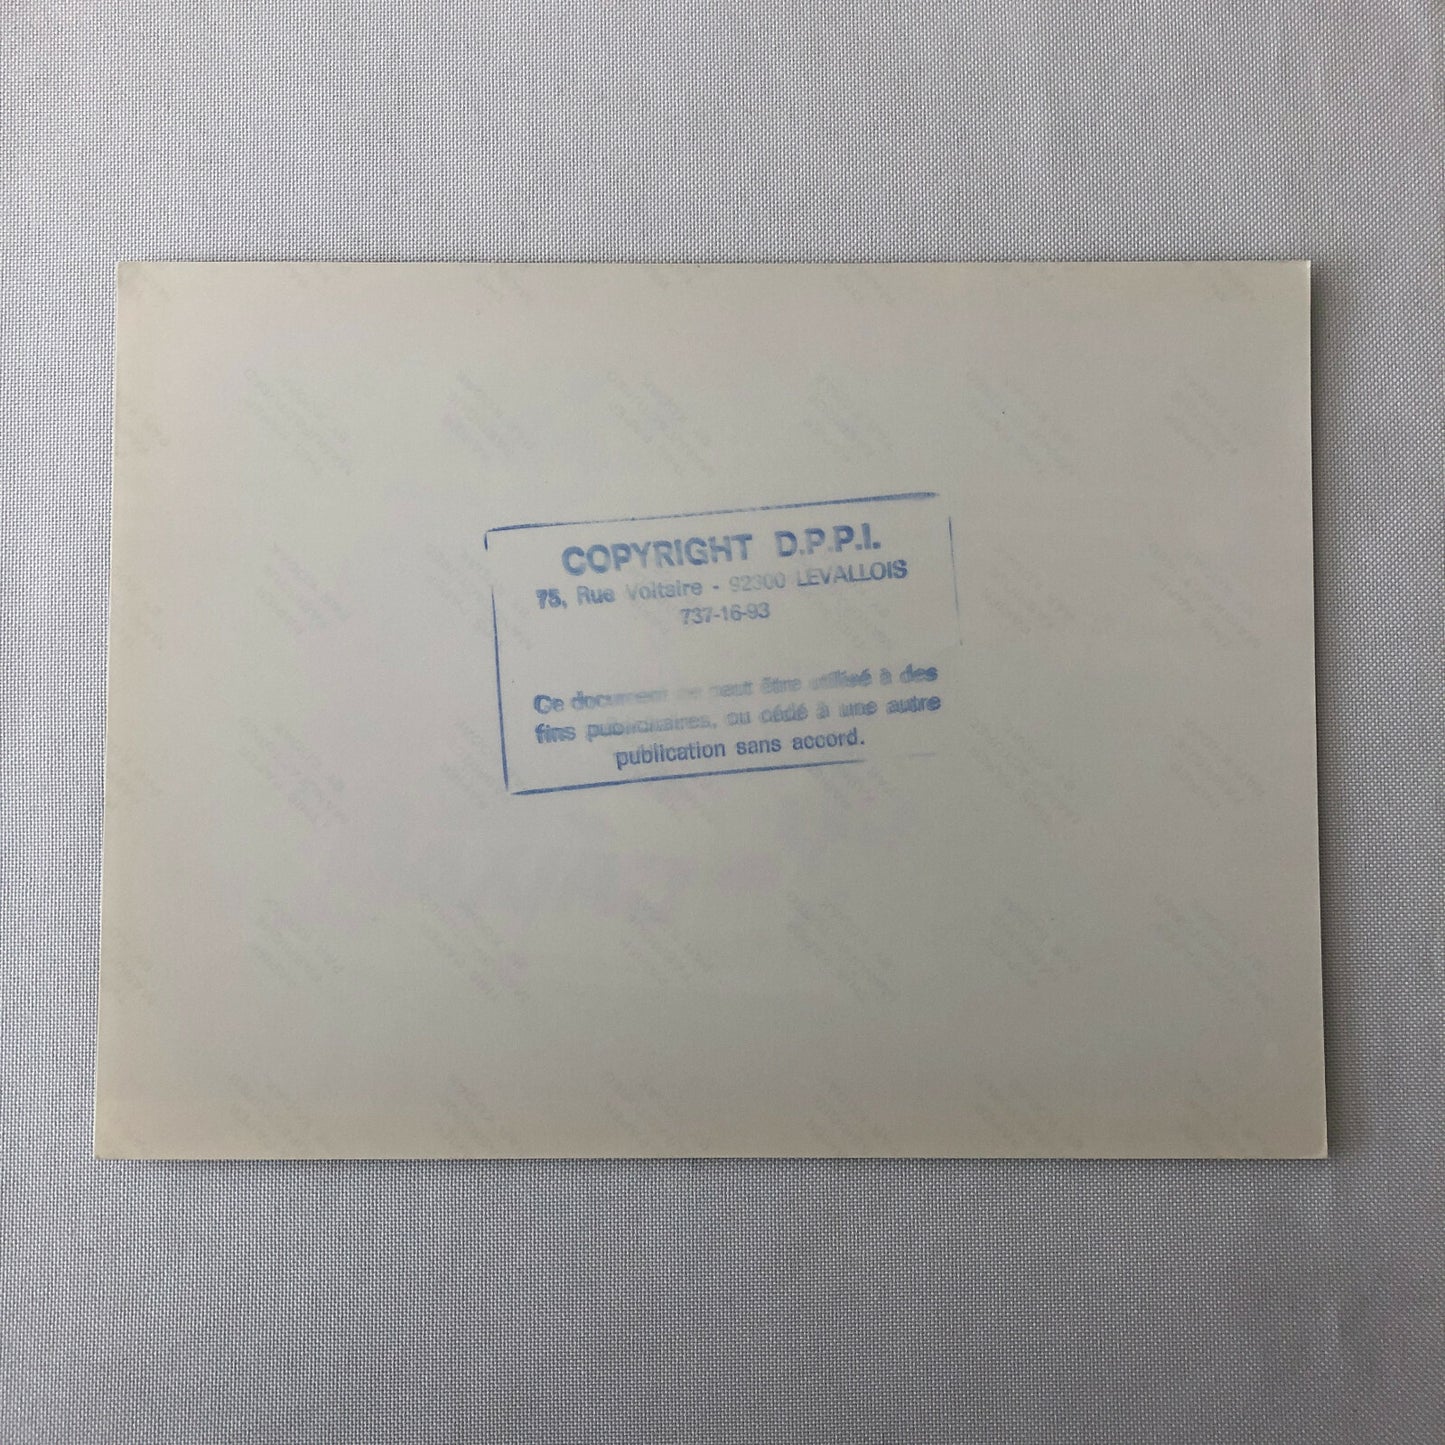 COPYRIGHT D.P.P.I.
75, Rue Voltaire - 92300 LEVALLOIS
737-16-93
Ce document ne peut être utilisé à des
fins publicitaires, ou cédé à une autre
publication sans accord.